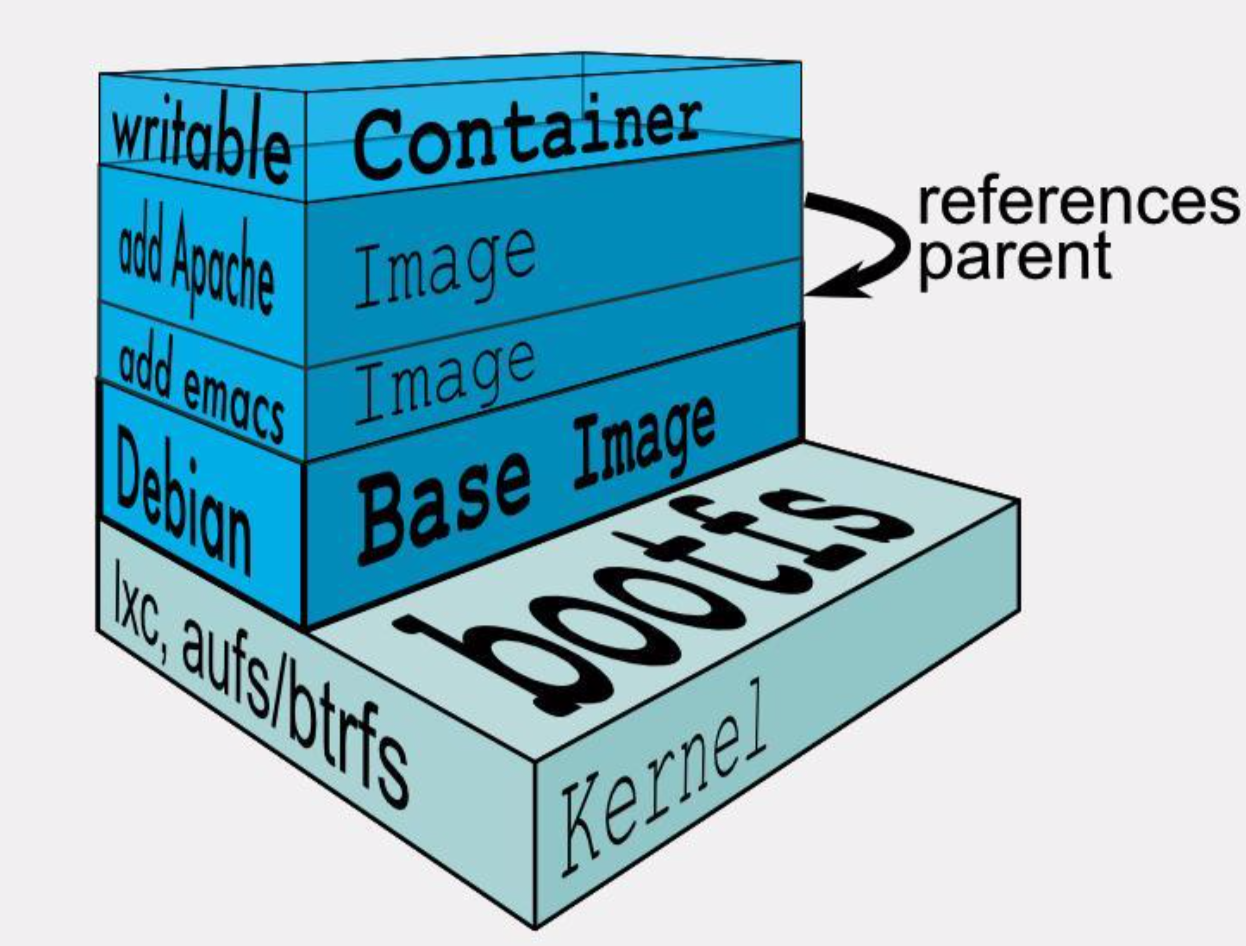 writable Container
add Apache Image
references
parent
add emacs Image
Debian Base Image
bootfs
lxc, aufs/btrfs
Kernel